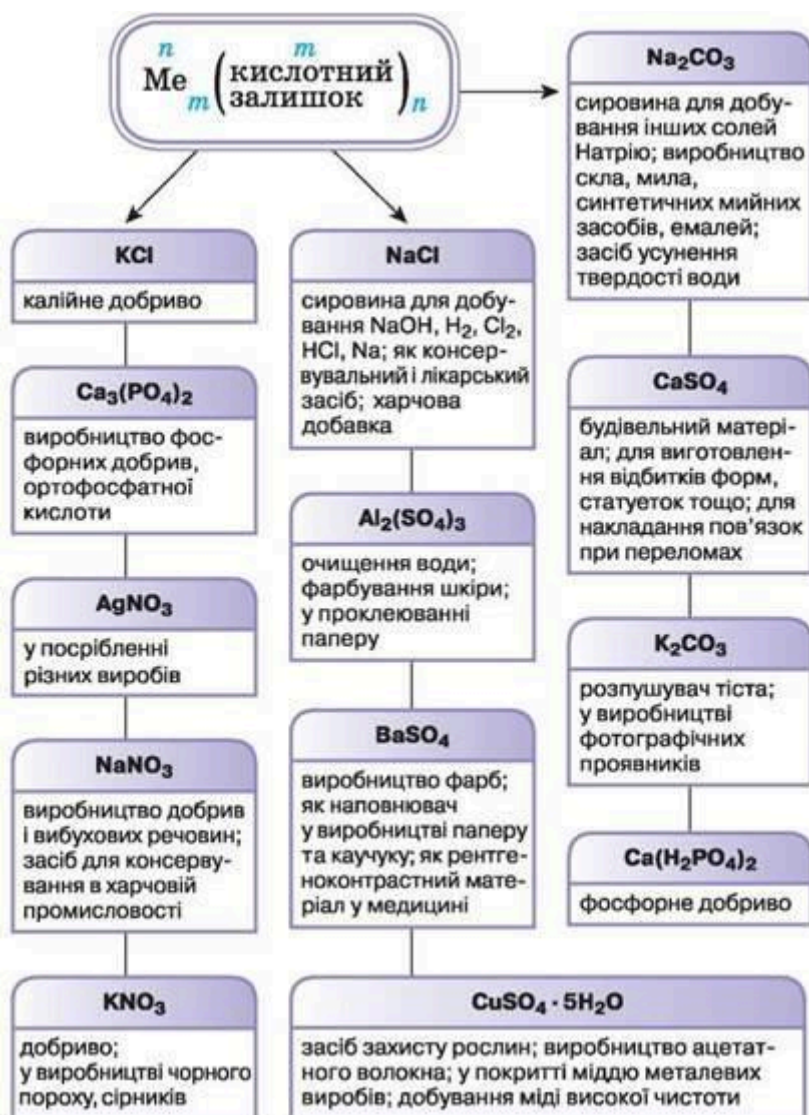 n m
Me m (кислотний залишок) n
KCl
калійне добриво
Ca₃(PO₄)₂
виробництво фос-
форних добрив,
ортофосфатної
кислоти
AgNO₃
у посрібленні
різних виробів
NaNO₃
виробництво добрив
і вибухових речовин;
засіб для консерву-
вання в харчовій
промисловості
KNO₃
добриво;
у виробництві чорного
пороху, сірників
NaCl
сировина для добу-
вання NaOH, H₂, Cl₂,
HCl, Na; як консер-
вувальний і лікарський
засіб; харчова
добавка
Al₂(SO₄)₃
очищення води;
фарбування шкіри;
у проклеюванні
паперу
BaSO₄
виробництво фарб;
як наповнювач
у виробництві паперу
та каучуку; як рентге-
ноконтрастний мате-
ріал у медицині
CuSO₄ · 5H₂O
засіб захисту рослин; виробництво ацетат-
ного волокна; у покритті міддю металевих
виробів; добування міді високої чистоти
Na₂CO₃
сировина для добу-
вання інших солей
Натрію; виробництво
скла, мила,
синтетичних мийних
засобів, емалей;
засіб усунення
твердості води
CaSO₄
будівельний матері-
ал; для виготовлен-
ня відбитків форм,
статуеток тощо; для
накладання пов’язок
при переломах
K₂CO₃
розпушувач тіста;
у виробництві
фотографічних
проявників
Ca(H₂PO₄)₂
фосфорне добриво